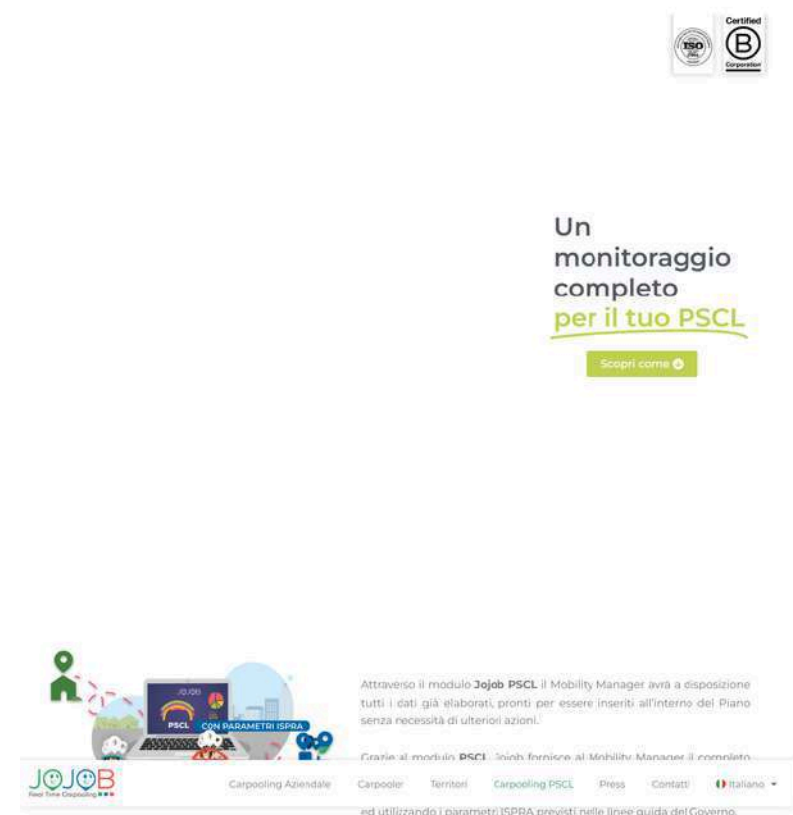 Certified
ISO
B
Corporation
Un
monitoraggio
completo
per il tuo PSCL
Scopri come
JOJOB
PSCL
CON PARAMETRI ISPRA
Attraverso il modulo Jojob PSCL il Mobility Manager avrà a disposizione
tutti i dati già elaborati, pronti per essere inseriti all'interno del Piano
senza necessità di ulteriori azioni.
Grazie al modulo PSCL Jojob fornisce al Mobility Manager il completo
JOJOB
Real Time Carpooling
Carpooling Aziendale
Carpooler
Territori
Carpooling PSCL
Press
Contatti
Italiano
ed utilizzando i parametri ISPRA previsti nelle linee guida del Governo.